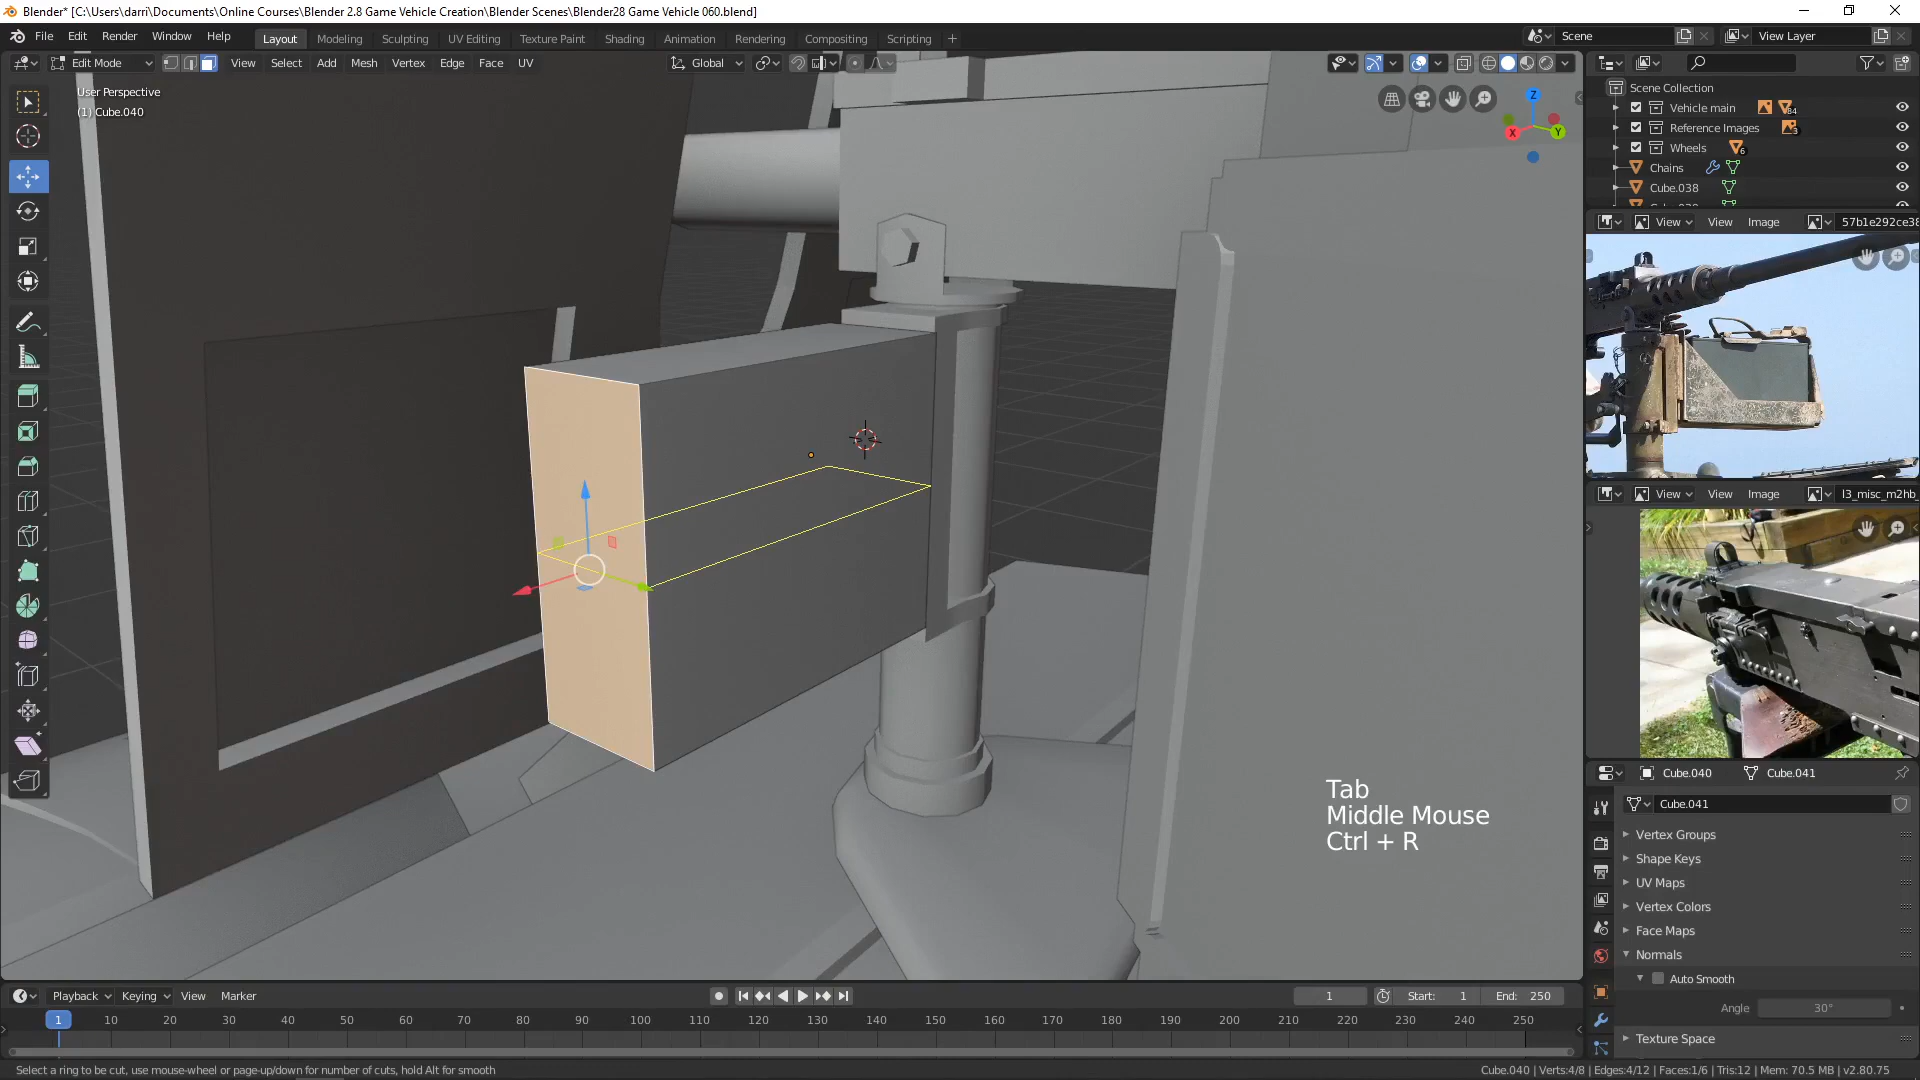 Blender* [C:\Users\darri\Documents\Online Courses\Blender 2.8 Game Vehicle Creation\Blender Scenes\Blender28 Game Vehicle 060.blend]
File Edit Render Window Help
Layout Modeling Sculpting UV Editing Texture Paint Shading Animation Rendering Compositing Scripting +
Scene View Layer
Edit Mode View Select Add Mesh Vertex Edge Face UV
Global
User Perspective
(1) Cube.040
Z
X Y
Scene Collection
Vehicle main 84
Reference Images 3
Wheels 6
Chains
Cube.038
View View Image 57b1e292ce38
View View Image l3_misc_m2hb_
Tab
Middle Mouse
Ctrl + R
Cube.040 Cube.041
Cube.041
Vertex Groups
Shape Keys
UV Maps
Vertex Colors
Face Maps
Normals
Auto Smooth
Angle 30°
Texture Space
Playback Keying View Marker
1 Start: 1 End: 250
1 10 20 30 40 50 60 70 80 90 100 110 120 130 140 150 160 170 180 190 200 210 220 230 240 250
Select a ring to be cut, use mouse-wheel or page-up/down for number of cuts, hold Alt for smooth
Cube.040 | Verts:4/8 | Edges:4/12 | Faces:1/6 | Tris:12 | Mem: 70.5 MB | v2.80.75